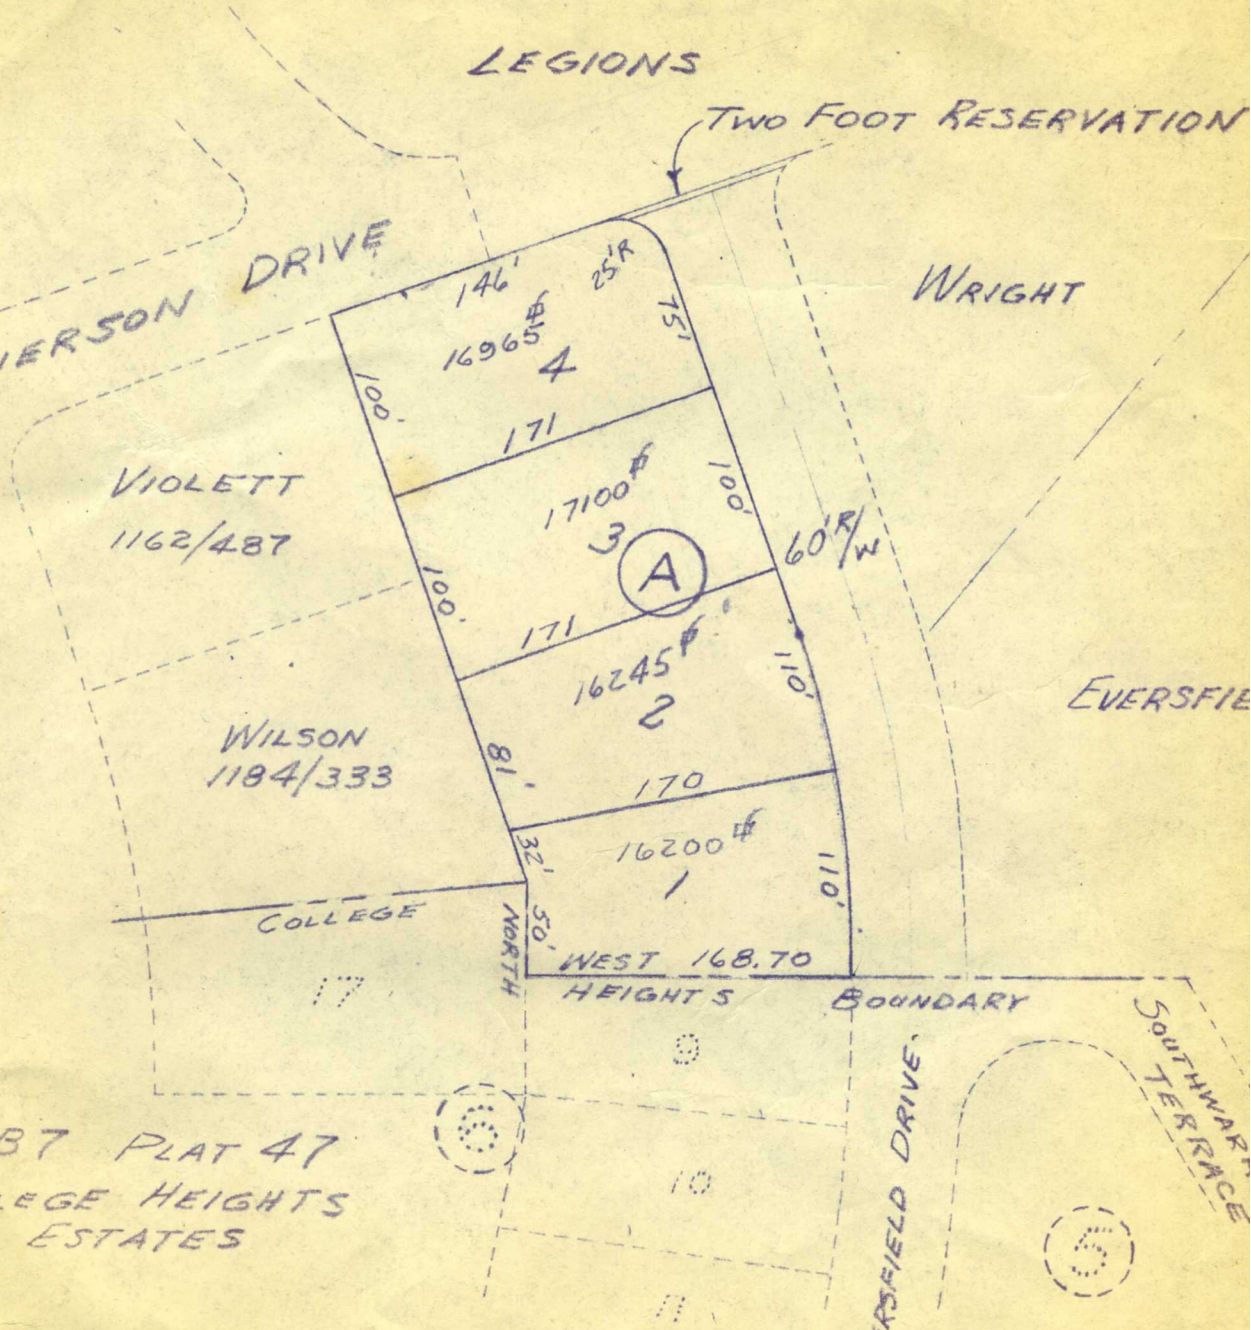 LEGIONS
TWO FOOT RESERVATION
DRIVE
IERSON
WRIGHT
146'
25'R
75'
16965#
4
100'
171
VIOLETT
1162/487
17100#
3
A
100'
60'R/W
100'
171
16245#
2
110'
EVERSFIE
WILSON
1184/333
81'
170
32'
16200#
1
110'
COLLEGE
NORTH
50'
WEST 168.70
HEIGHTS
BOUNDARY
17
9
SOUTHWARK
TERRACE
6
B7 PLAT 47
LEGE HEIGHTS
ESTATES
10
RSFIELD DRIVE.
5
11